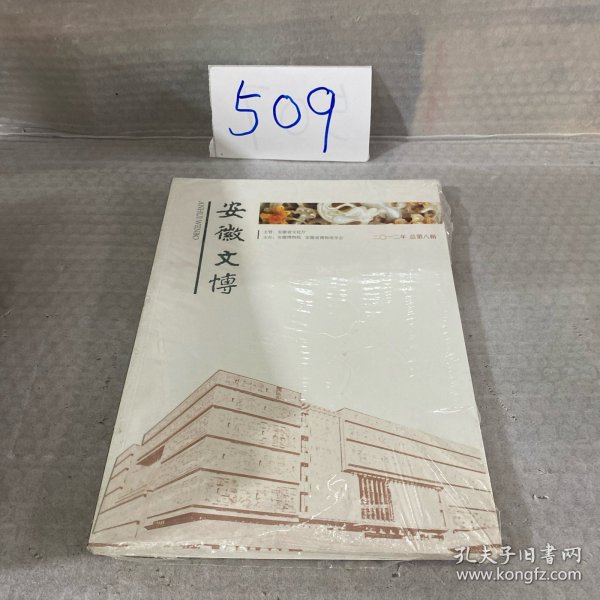 509
安徽文博
ANHUI WENBO
主管:安徽省文化厅
主办:安徽博物院 安徽省博物馆学会
二〇一二年 总第八辑
孔夫子旧书网
www.kongfz.com